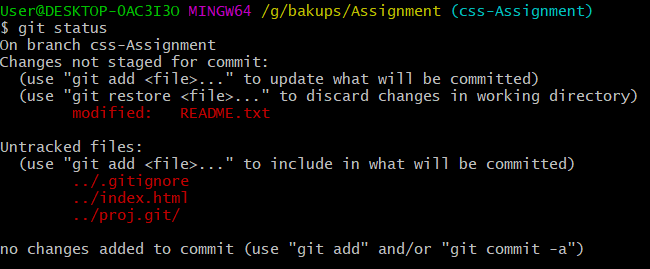 User@DESKTOP-0AC3I3O MINGW64 /g/bakups/Assignment (css-Assignment)
$ git status
On branch css-Assignment
Changes not staged for commit:
  (use "git add <file>..." to update what will be committed)
  (use "git restore <file>..." to discard changes in working directory)
        modified:   README.txt

Untracked files:
  (use "git add <file>..." to include in what will be committed)
        ../.gitignore
        ../index.html
        ../proj.git/

no changes added to commit (use "git add" and/or "git commit -a")